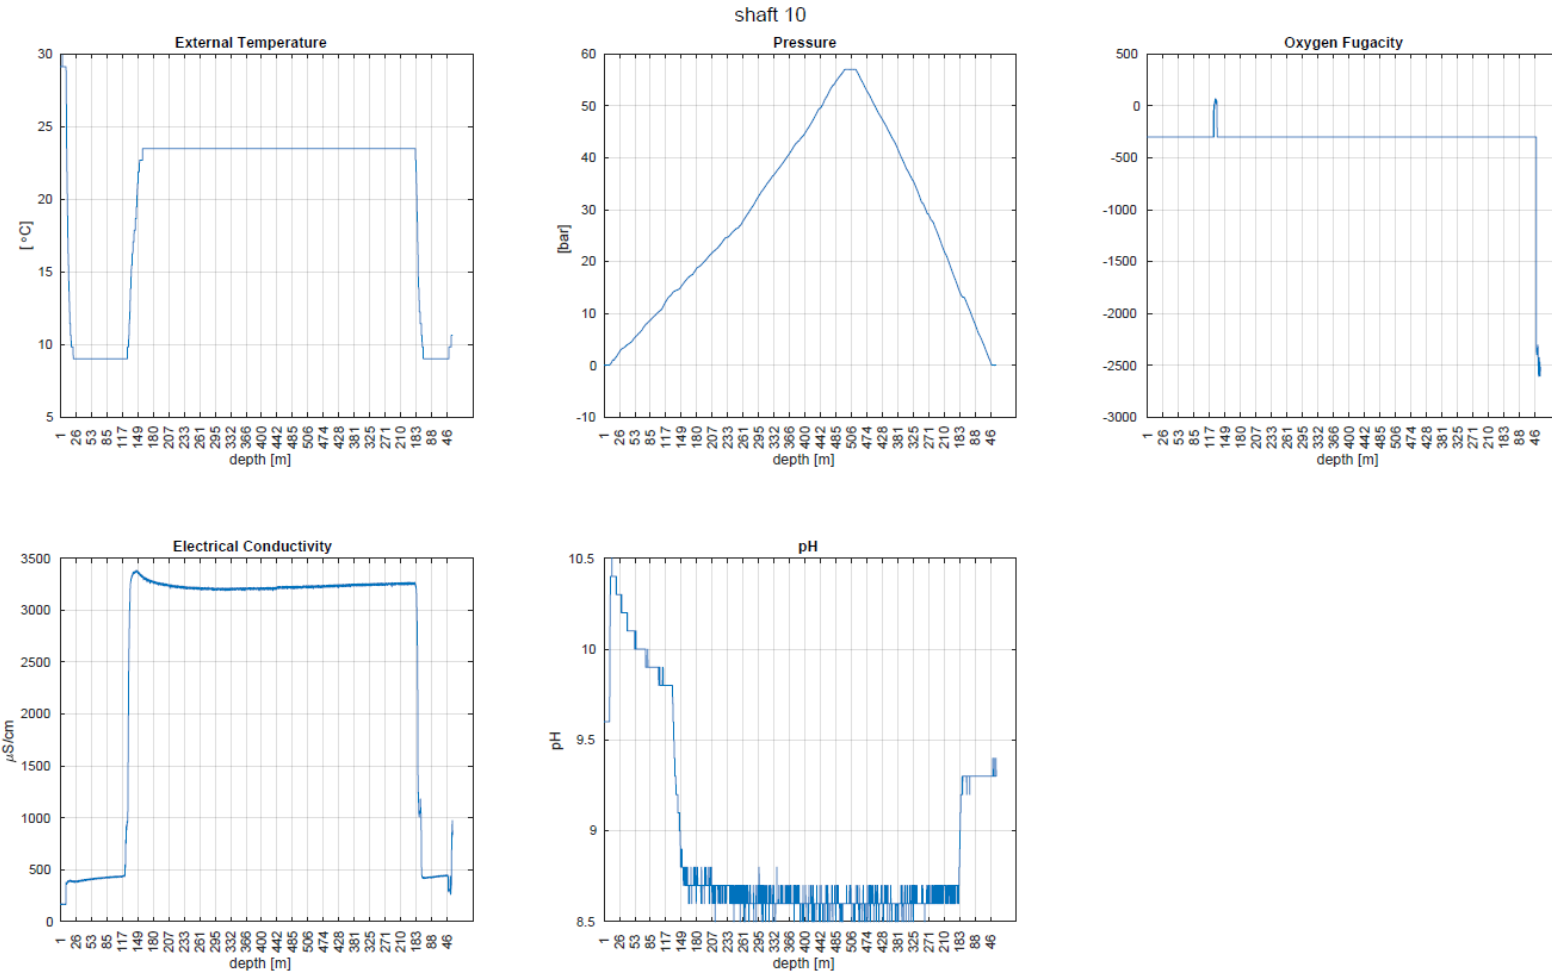 shaft 10
External Temperature
30
25
20
15
10
5
[ °C]
1 26 53 85 117 149 180 207 233 261 295 332 366 400 442 485 506 474 428 381 325 271 210 183 88 46
depth [m]
Pressure
60
50
40
30
20
10
0
-10
[bar]
1 26 53 85 117 149 180 207 233 261 295 332 366 400 442 485 506 474 428 381 325 271 210 183 88 46
depth [m]
Oxygen Fugacity
500
0
-500
-1000
-1500
-2000
-2500
-3000
1 26 53 85 117 149 180 207 233 261 295 332 366 400 442 485 506 474 428 381 325 271 210 183 88 46
depth [m]
Electrical Conductivity
3500
3000
2500
2000
1500
1000
500
0
μS/cm
1 26 53 85 117 149 180 207 233 261 295 332 366 400 442 485 506 474 428 381 325 271 210 183 88 46
depth [m]
pH
10.5
10
9.5
9
8.5
pH
1 26 53 85 117 149 180 207 233 261 295 332 366 400 442 485 506 474 428 381 325 271 210 183 88 46
depth [m]